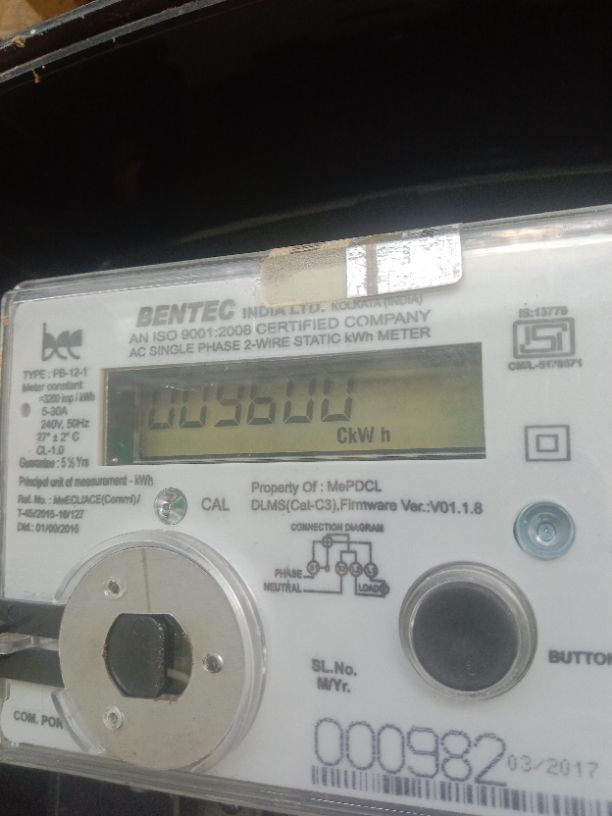 BENTEC INDIA LTD. KOLKATA (INDIA)
AN ISO 9001:2008 CERTIFIED COMPANY
AC SINGLE PHASE 2-WIRE STATIC kWh METER
IS:13779
ISI
CM/L-5178571
bee
TYPE : PB-12-1
Meter constant
=3200 imp / kWh
5-30A
240V, 50Hz
27° ± 2° C
CL-1.0
Guarantee : 5 ½ Yrs
009600
CkW h
Principal unit of measurement - kWh
Ref. No. : MeECL/ACE(Comml)/
T-45/2015-16/127
Dtd.: 01/09/2016
CAL
Property Of : MePDCL
DLMS(Cat-C3),Firmware Ver.:V01.1.8
CONNECTION DIAGRAM
PHASE
NEUTRAL
LOAD
BUTTON
SL.No.
M/Yr.
COM. POR
000982 03/2017